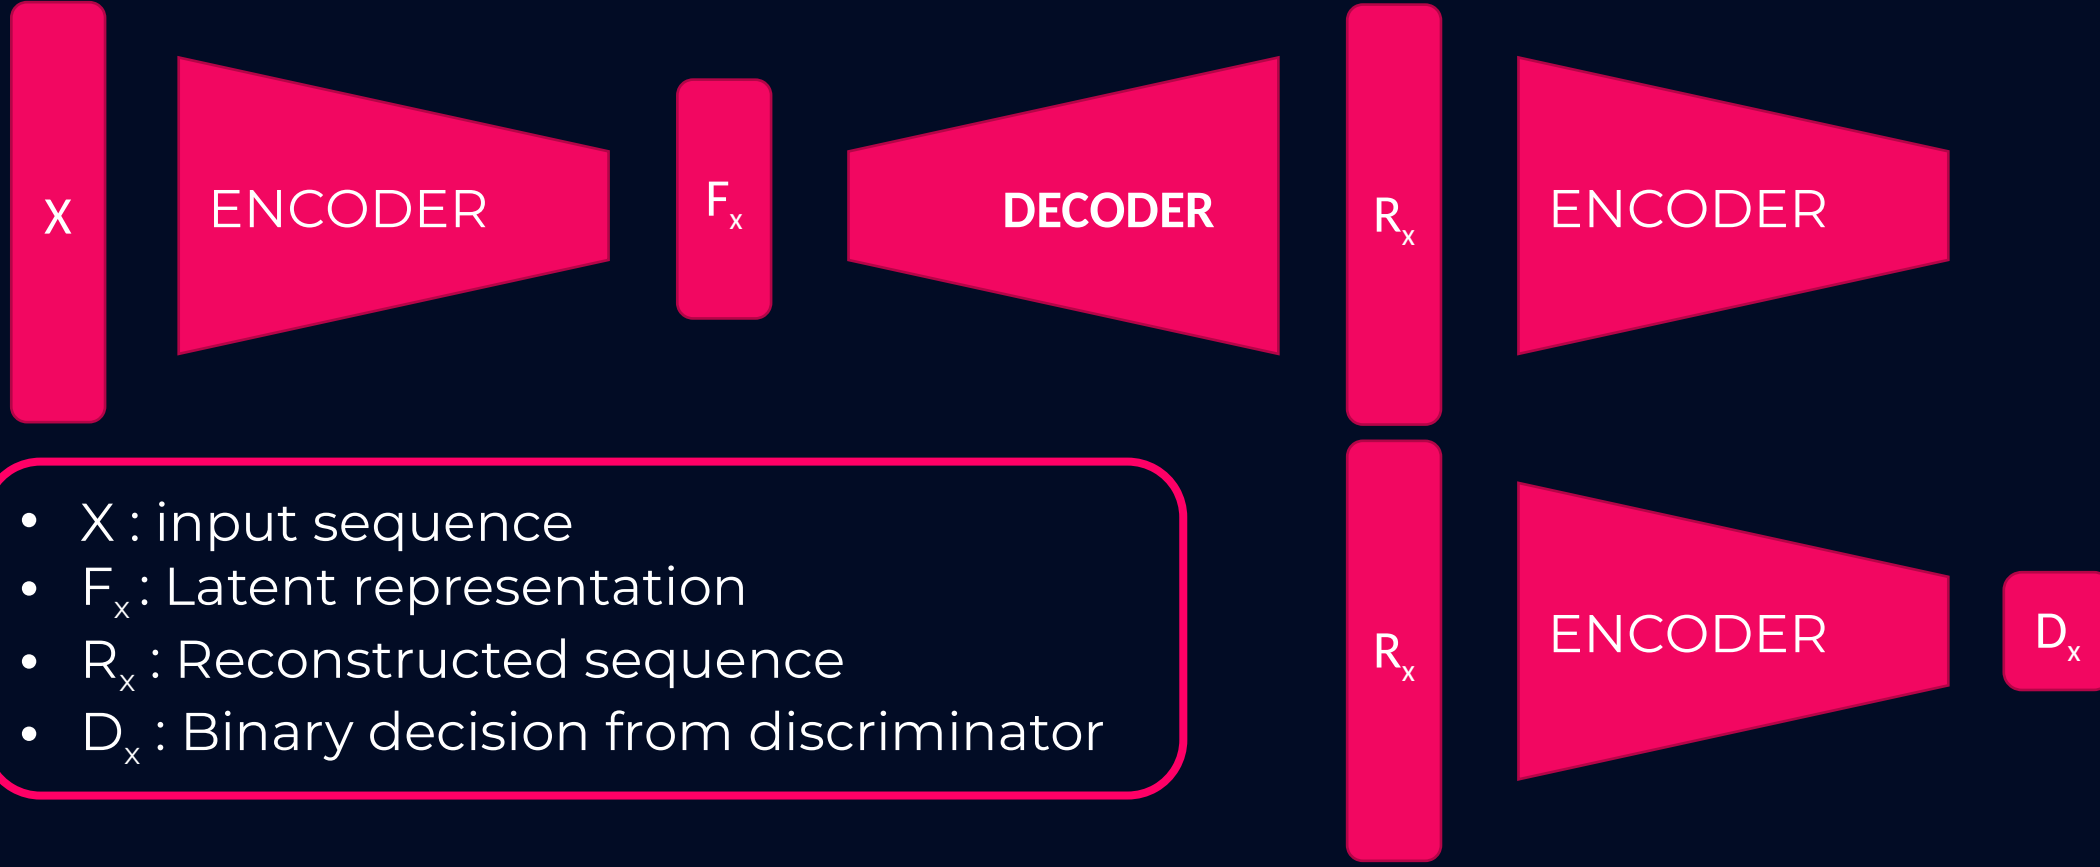 X
ENCODER
Fx
DECODER
Rx
ENCODER
• X : input sequence
• Fx : Latent representation
• Rx : Reconstructed sequence
• Dx : Binary decision from discriminator
Rx
ENCODER
Dx